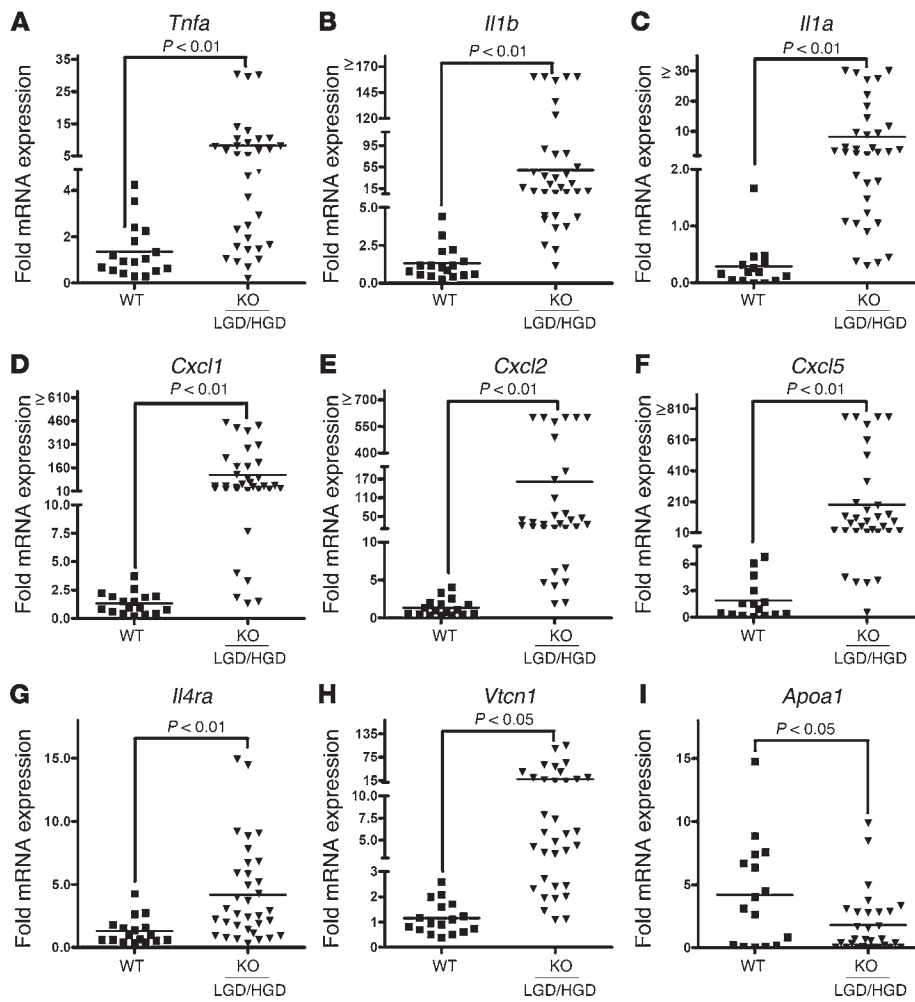 A
Tnfa
P < 0.01
Fold mRNA expression
35
25
15
5
4
2
0
WT
KO
LGD/HGD
B
Il1b
P < 0.01
Fold mRNA expression
≥
170
145
120
95
55
15
5.0
2.5
0.0
WT
KO
LGD/HGD
C
Il1a
P < 0.01
Fold mRNA expression
≥
30
20
10
2.0
1.0
0.0
WT
KO
LGD/HGD
D
Cxcl1
P < 0.01
Fold mRNA expression
≥
610
460
310
160
10
10.0
7.5
5.0
2.5
0.0
WT
KO
LGD/HGD
E
Cxcl2
P < 0.01
Fold mRNA expression
≥
700
600
500
400
170
110
50
10
5
0
WT
KO
LGD/HGD
F
Cxcl5
P < 0.01
Fold mRNA expression
≥
810
610
410
210
10
6
3
0
WT
KO
LGD/HGD
G
Il4ra
P < 0.01
Fold mRNA expression
15.0
10.0
5.0
0.0
WT
KO
LGD/HGD
H
Vtcn1
P < 0.05
Fold mRNA expression
135
75
15
10.0
5.0
3
2
1
0
WT
KO
LGD/HGD
I
Apoa1
P < 0.05
Fold mRNA expression
15
10
5
0
WT
KO
LGD/HGD